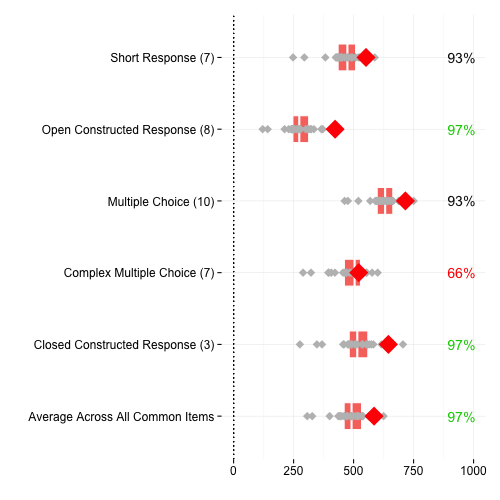 Short Response (7) 93%
Open Constructed Response (8) 97%
Multiple Choice (10) 93%
Complex Multiple Choice (7) 66%
Closed Constructed Response (3) 97%
Average Across All Common Items 97%
0 250 500 750 1000